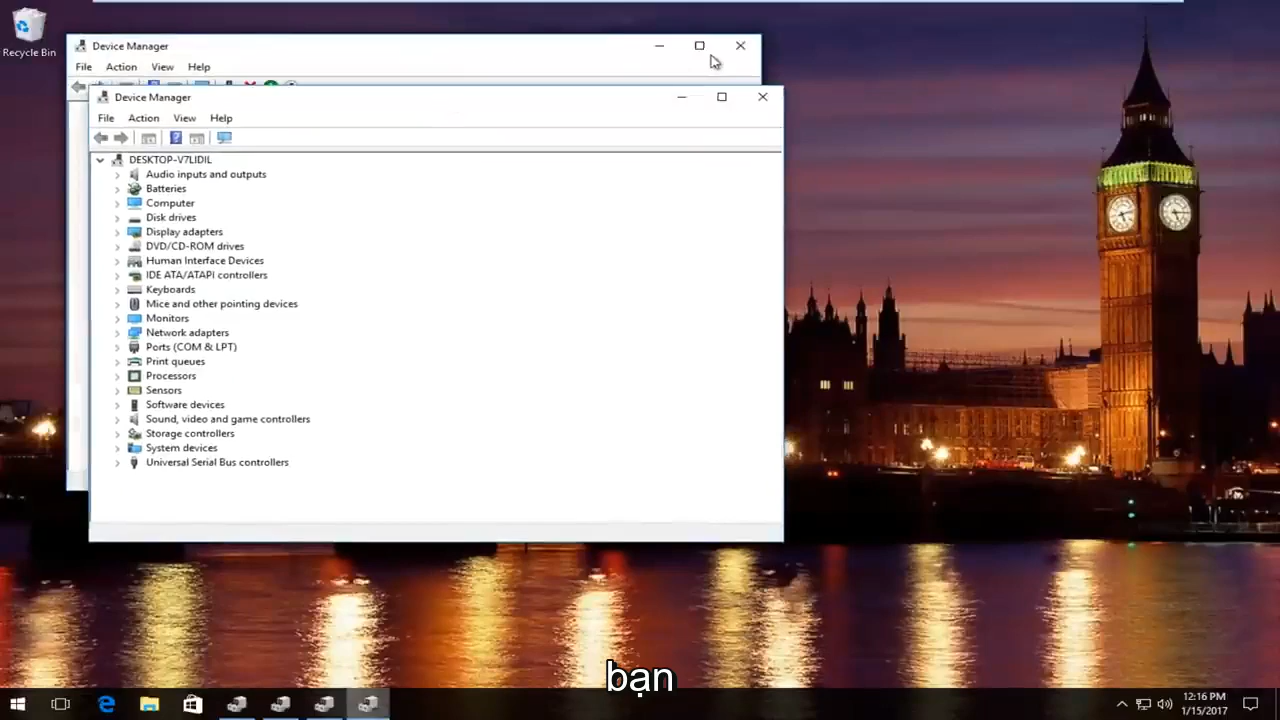 Recycle Bin
Device Manager
File Action View Help
Device Manager
File Action View Help
DESKTOP-V7LIDIL
Audio inputs and outputs
Batteries
Computer
Disk drives
Display adapters
DVD/CD-ROM drives
Human Interface Devices
IDE ATA/ATAPI controllers
Keyboards
Mice and other pointing devices
Monitors
Network adapters
Ports (COM & LPT)
Print queues
Processors
Sensors
Software devices
Sound, video and game controllers
Storage controllers
System devices
Universal Serial Bus controllers
bạn
12:16 PM
1/15/2017